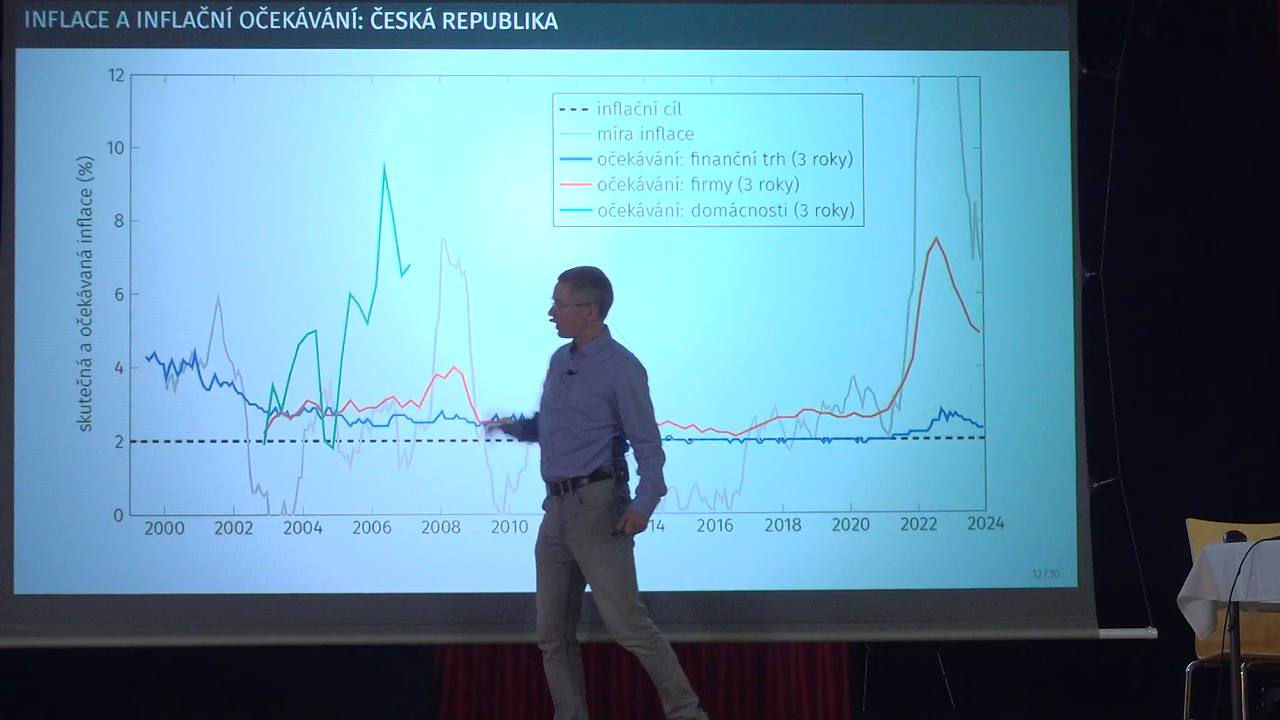 INFLACE A INFLAČNÍ OČEKÁVÁNÍ: ČESKÁ REPUBLIKA
skutečná a očekávaná inflace (%)
12
10
8
6
4
2
0
inflační cíl
míra inflace
očekávání: finanční trh (3 roky)
očekávání: firmy (3 roky)
očekávání: domácnosti (3 roky)
2000 2002 2004 2006 2008 2010 14 2016 2018 2020 2022 2024
12/30